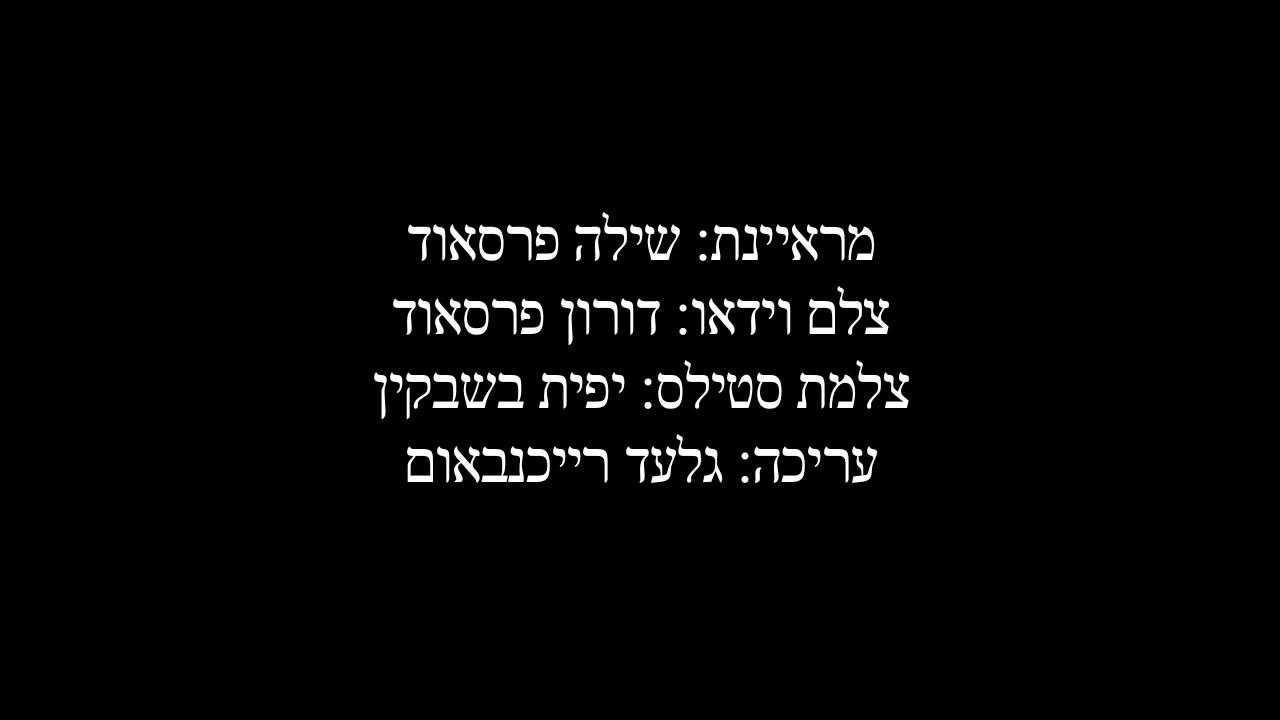 מראיינת: שילה פרסאוד
צלם וידאו: דורון פרסאוד
צלמת סטילס: יפית בשבקין
עריכה: גלעד רייכנבאום